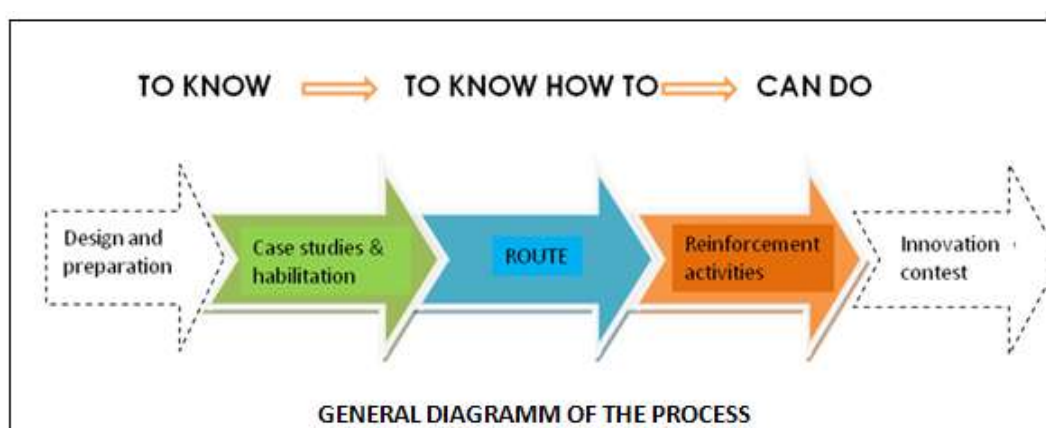 TO KNOW TO KNOW HOW TO CAN DO
Design and
preparation
Case studies &
habilitation
ROUTE
Reinforcement
activities
Innovation
contest
GENERAL DIAGRAMM OF THE PROCESS